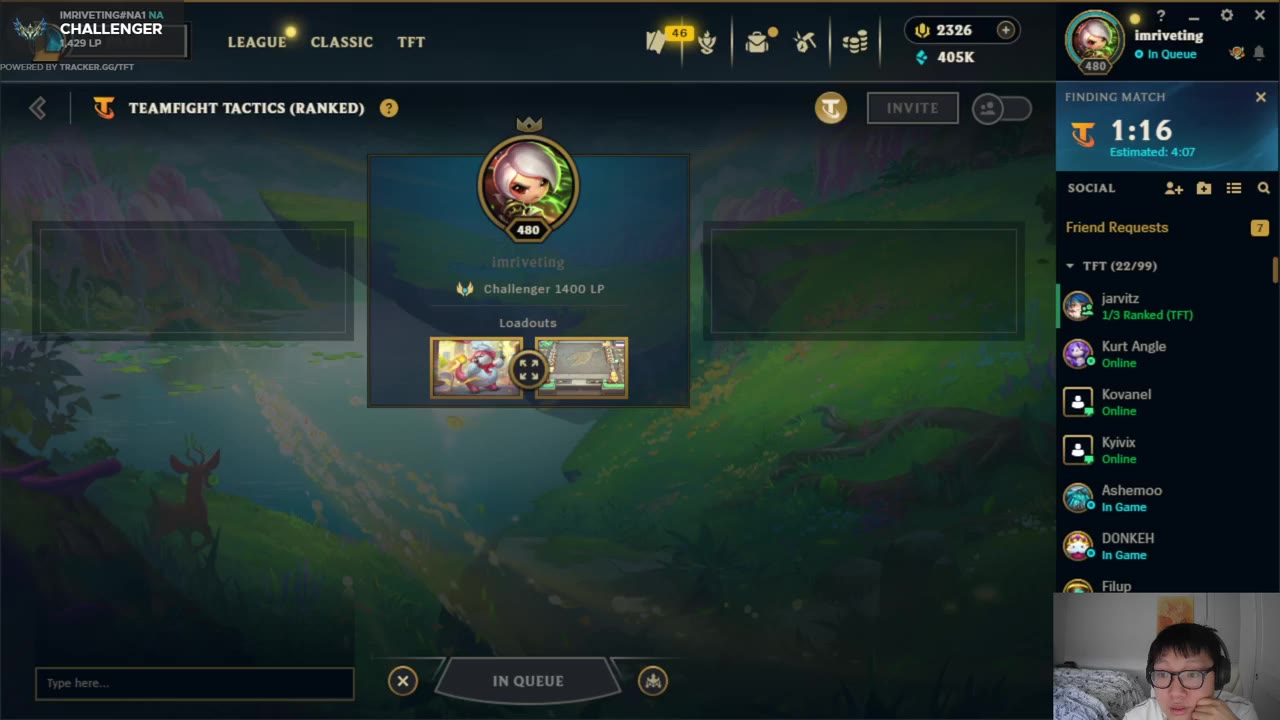 IMRIVETING#NA1 NA
CHALLENGER
1,429 LP
POWERED BY TRACKER.GG/TFT
LEAGUE
CLASSIC
TFT
46
2326
405K
imriveting
In Queue
480
TEAMFIGHT TACTICS (RANKED)
INVITE
FINDING MATCH
1:16
Estimated: 4:07
480
imriveting
Challenger 1400 LP
Loadouts
SOCIAL
Friend Requests
7
TFT (22/99)
jarvitz
1/3 Ranked (TFT)
Kurt Angle
Online
Kovanel
Online
Kyivix
Online
Ashemoo
In Game
DONKEH
In Game
Filup
Type here...
IN QUEUE